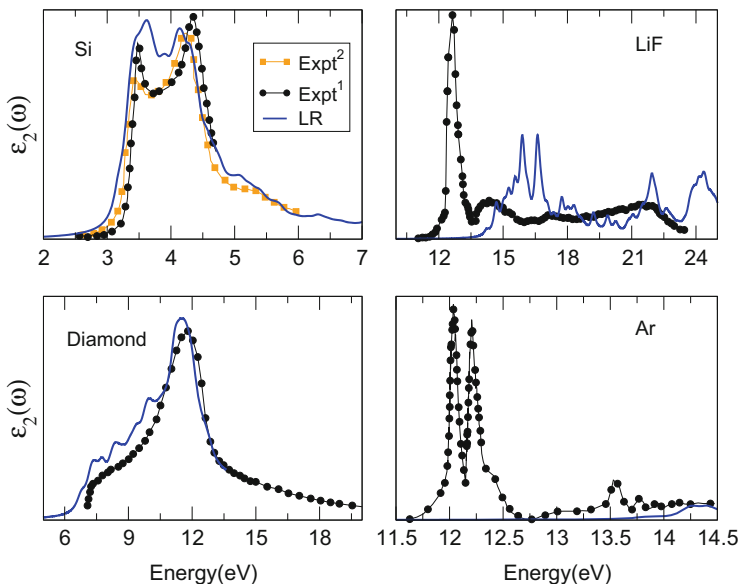 Si
Expt²
Expt¹
LR
ε₂(ω)
2 3 4 5 6 7
LiF
12 15 18 21 24
Diamond
ε₂(ω)
6 9 12 15 18
Energy(eV)
Ar
11.5 12 12.5 13 13.5 14 14.5
Energy(eV)